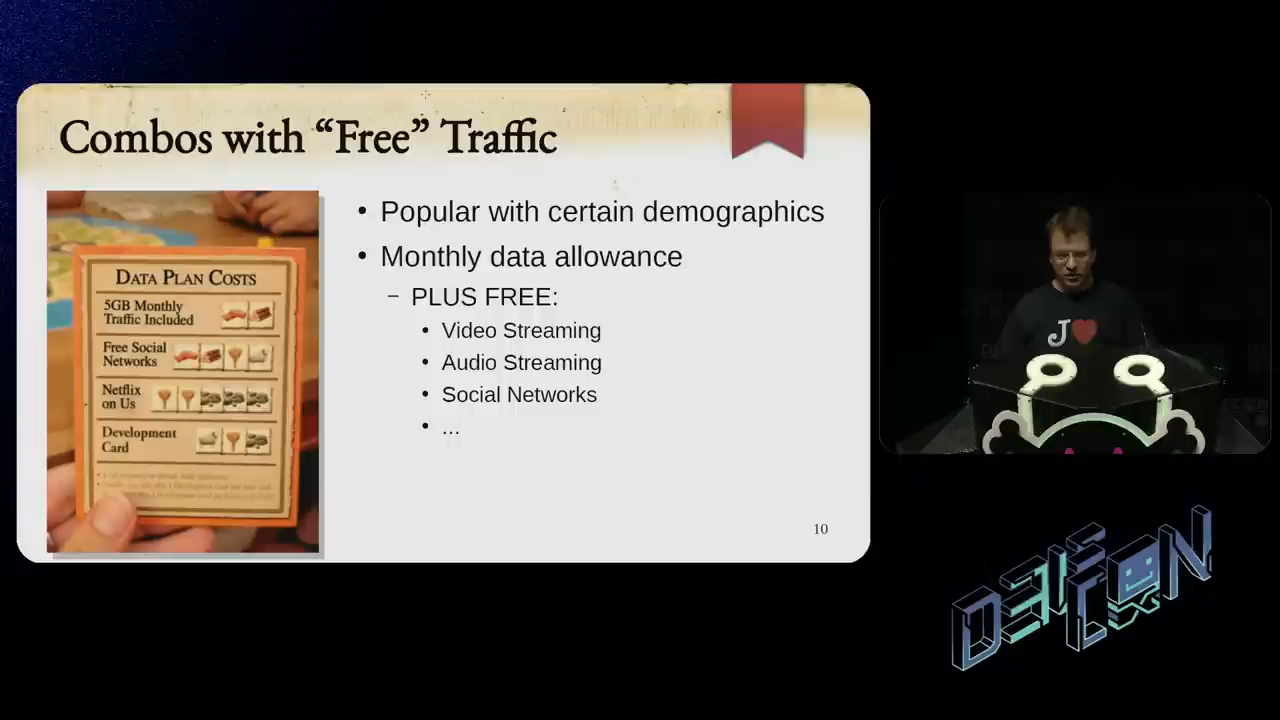 Combos with “Free” Traffic
DATA PLAN COSTS
5GB Monthly
Traffic Included
Free Social
Networks
Netflix
on Us
Development
Card
• Popular with certain demographics
• Monthly data allowance
– PLUS FREE:
• Video Streaming
• Audio Streaming
• Social Networks
• ...
10
J
DEFCON